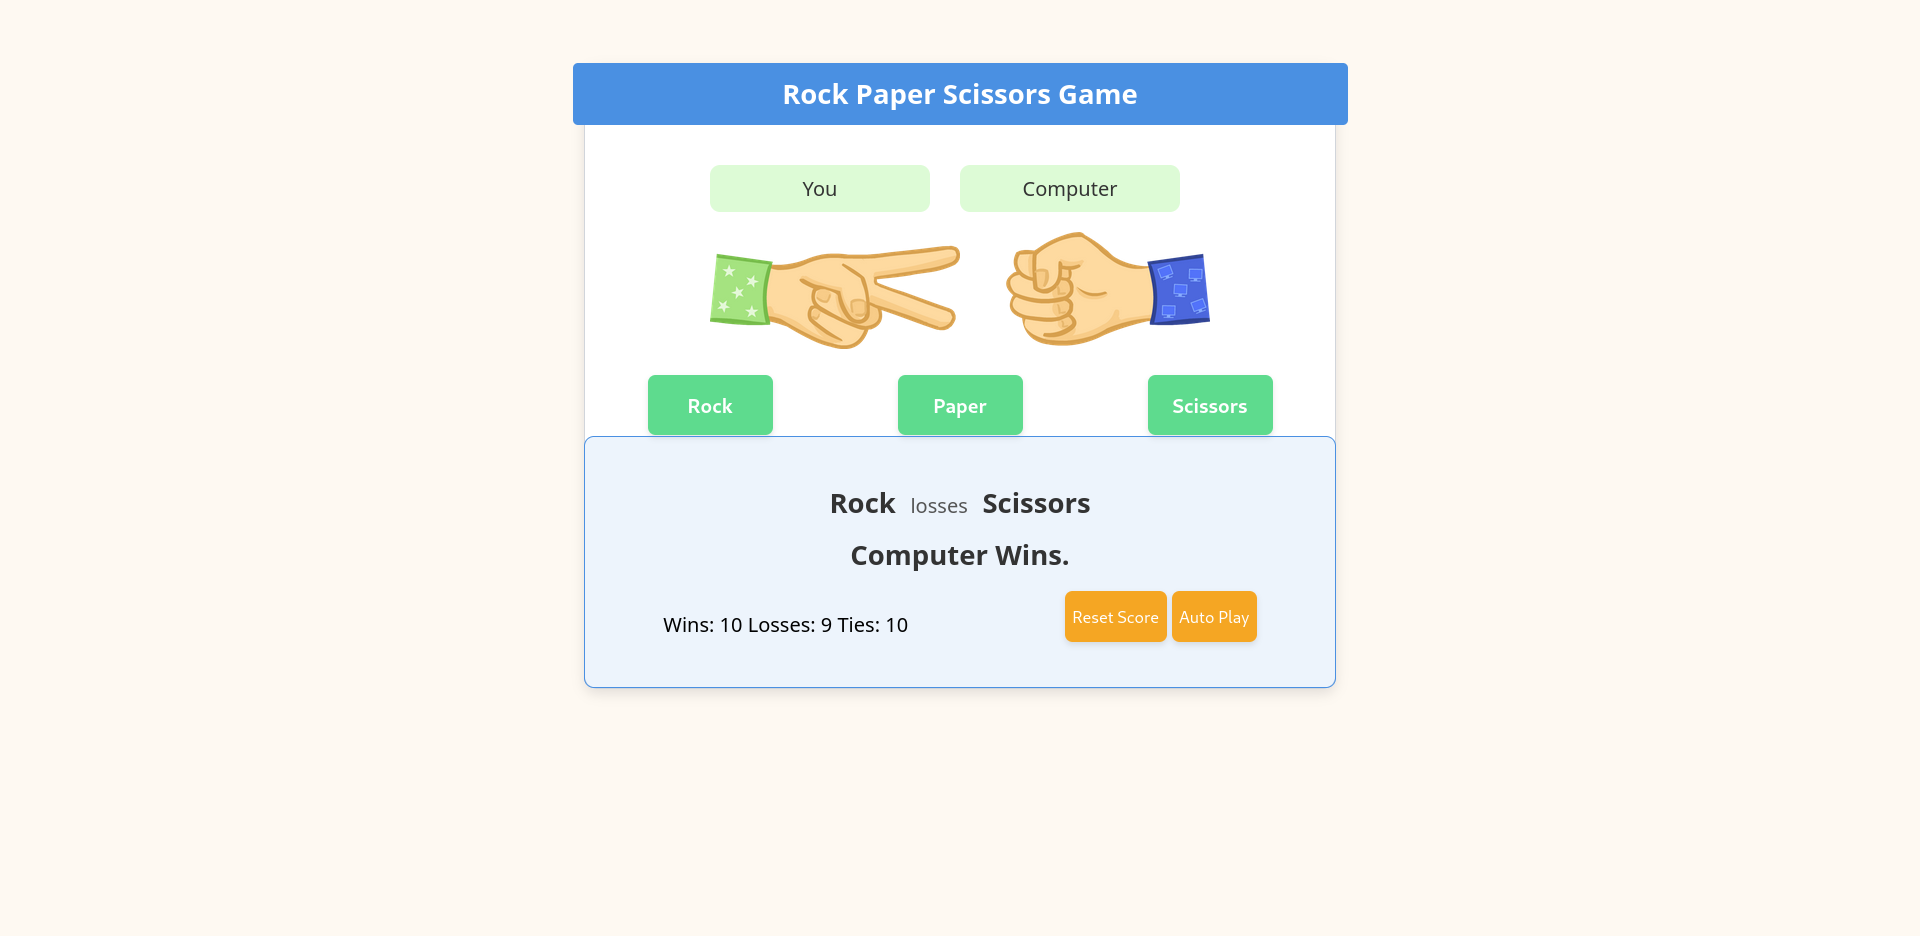 Rock Paper Scissors Game
You Computer
Rock Paper Scissors
Rock losses Scissors
Computer Wins.
Wins: 10 Losses: 9 Ties: 10
Reset Score Auto Play